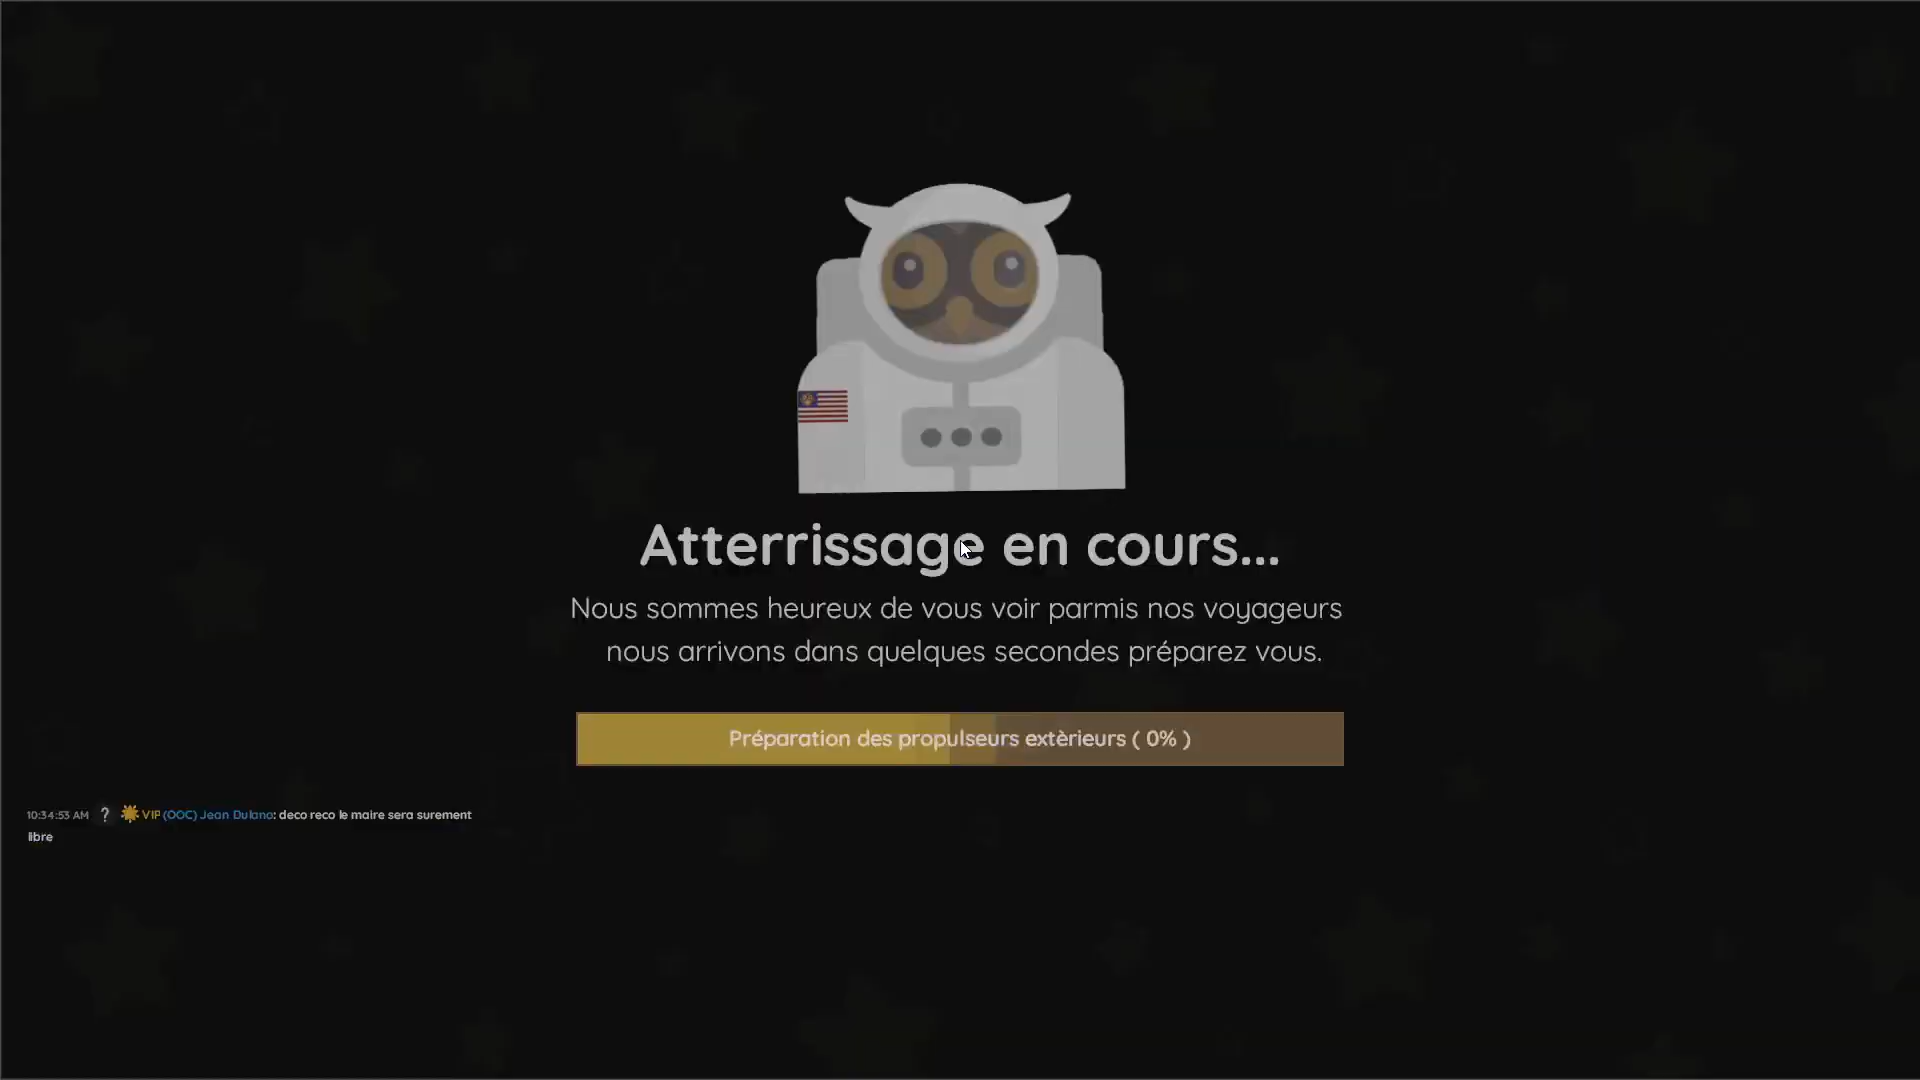 Atterrissage en cours...
Nous sommes heureux de vous voir parmis nos voyageurs
nous arrivons dans quelques secondes préparez vous.
Préparation des propulseurs extèrieurs ( 0% )
10:34:53 AM ? VIP (OOC) Jean Dulano: deco reco le maire sera surement
libre